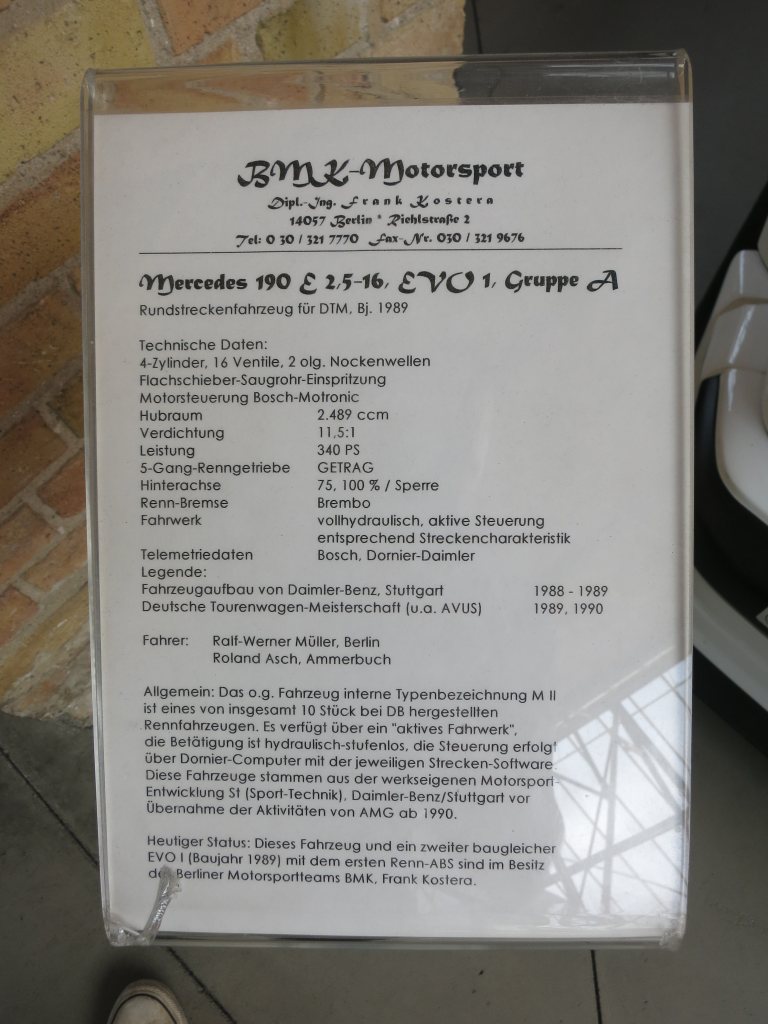 BMK-Motorsport
Dipl.-Ing. Frank Kostera
14057 Berlin * Riehlstraße 2
Tel: 0 30 / 321 7770 Fax-Nr. 030 / 321 9676
Mercedes 190 E 2,5-16, EVO 1, Gruppe A
Rundstreckenfahrzeug für DTM, Bj. 1989
Technische Daten:
4-Zylinder, 16 Ventile, 2 olg. Nockenwellen
Flachschieber-Saugrohr-Einspritzung
Motorsteuerung Bosch-Motronic
Hubraum 2.489 ccm
Verdichtung 11,5:1
Leistung 340 PS
5-Gang-Renngetriebe GETRAG
Hinterachse 75, 100 % / Sperre
Renn-Bremse Brembo
Fahrwerk vollhydraulisch, aktive Steuerung
entsprechend Streckencharakteristik
Telemetriedaten Bosch, Dornier-Daimler
Legende:
Fahrzeugaufbau von Daimler-Benz, Stuttgart 1988 - 1989
Deutsche Tourenwagen-Meisterschaft (u.a. AVUS) 1989, 1990
Fahrer: Ralf-Werner Müller, Berlin
Roland Asch, Ammerbuch
Allgemein: Das o.g. Fahrzeug interne Typenbezeichnung M II
ist eines von insgesamt 10 Stück bei DB hergestellten
Rennfahrzeugen. Es verfügt über ein "aktives Fahrwerk",
die Betätigung ist hydraulisch-stufenlos, die Steuerung erfolgt
über Dornier-Computer mit der jeweiligen Strecken-Software.
Diese Fahrzeuge stammen aus der werkseigenen Motorsport-
Entwicklung St (Sport-Technik), Daimler-Benz/Stuttgart vor
Übernahme der Aktivitäten von AMG ab 1990.
Heutiger Status: Dieses Fahrzeug und ein zweiter baugleicher
EVO I (Baujahr 1989) mit dem ersten Renn-ABS sind im Besitz
des Berliner Motorsportteams BMK, Frank Kostera.